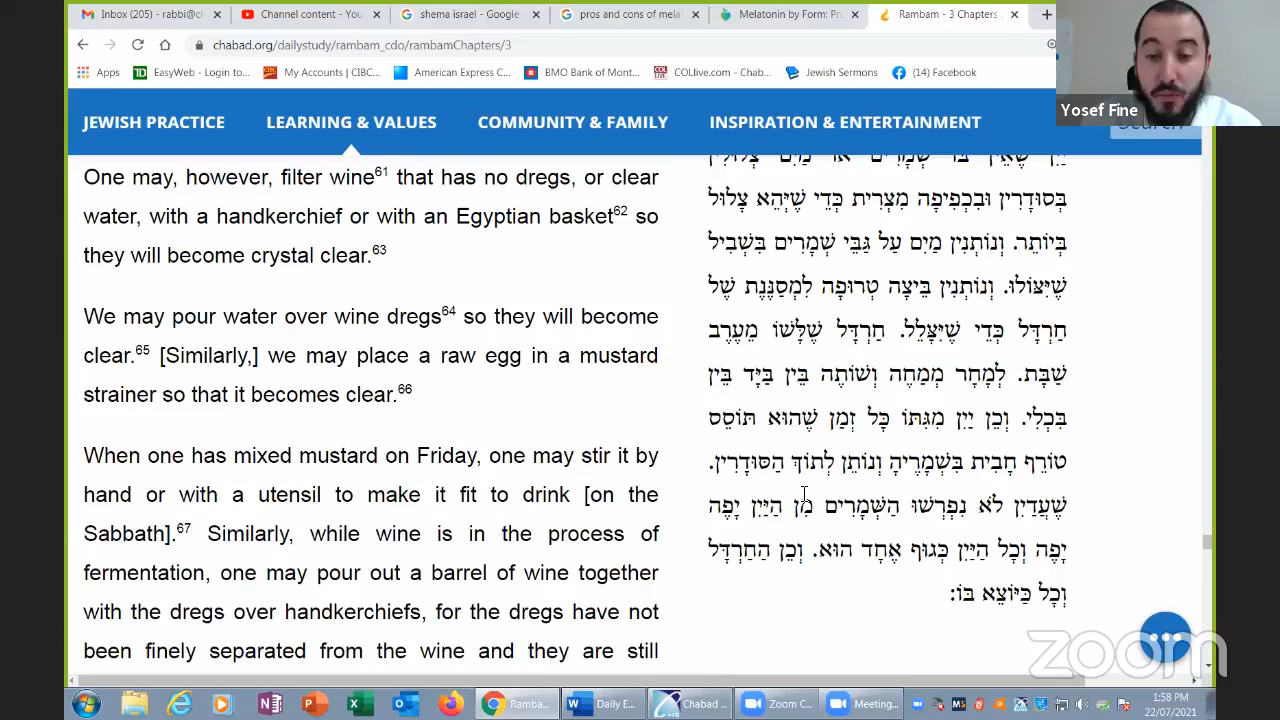 Inbox (205) - rabbi@ch
Channel content - You
shema israel - Google
pros and cons of mela
Melatonin by Form: Pr
Rambam - 3 Chapters
chabad.org/dailystudy/rambam_cdo/rambamChapters/3
Apps
EasyWeb - Login to...
My Accounts | CIBC...
American Express C...
BMO Bank of Mont...
COLlive.com - Chab...
Jewish Sermons
(14) Facebook
Yosef Fine
JEWISH PRACTICE
LEARNING & VALUES
COMMUNITY & FAMILY
INSPIRATION & ENTERTAINMENT
Search
One may, however, filter wine61 that has no dregs, or clear
water, with a handkerchief or with an Egyptian basket62 so
they will become crystal clear.63
We may pour water over wine dregs64 so they will become
clear.65 [Similarly,] we may place a raw egg in a mustard
strainer so that it becomes clear.66
When one has mixed mustard on Friday, one may stir it by
hand or with a utensil to make it fit to drink [on the
Sabbath].67 Similarly, while wine is in the process of
fermentation, one may pour out a barrel of wine together
with the dregs over handkerchiefs, for the dregs have not
been finely separated from the wine and they are still
יַיִן שֶׁאֵין בּוֹ שְׁמָרִים אוֹ מַיִם צְלוּלִין
בְּסוּדָרִין וּבִכְפִיפָה מִצְרִית כְּדֵי שֶׁיְּהֵא צָלוּל
בְּיוֹתֵר. וְנוֹתְנִין מַיִם עַל גַּבֵּי שְׁמָרִים בִּשְׁבִיל
שֶׁיִּצּוֹלוּ. וְנוֹתְנִין בֵּיצָה טְרוּפָה לִמְסַנֶּנֶת שֶׁל
חַרְדָּל כְּדֵי שֶׁיִּצָּלֵל. חַרְדָּל שֶׁלָּשׁוֹ מֵעֶרֶב
שַׁבָּת. לְמָחָר מְמַחֶה וְשׁוֹתֶה בֵּין בַּיָּד בֵּין
בִּכְלִי. וְכֵן יַיִן מִגִּתּוֹ כָּל זְמַן שֶׁהוּא תּוֹסֵס
טוֹרֵף חָבִית בִּשְׁמָרֶיהָ וְנוֹתֵן לְתוֹךְ הַסּוּדָרִין.
שֶׁעֲדַיִן לֹא נִפְרְשׁוּ הַשְּׁמָרִים מִן הַיַּיִן יָפֶה
יָפֶה וְכָל הַיַּיִן כְּגוּף אֶחָד הוּא. וְכֵן הַחַרְדָּל
וְכָל כַּיּוֹצֵא בּוֹ:
zoom
Ramba...
Daily E...
Chabad ...
Zoom C...
Meeting...
1:58 PM
22/07/2021